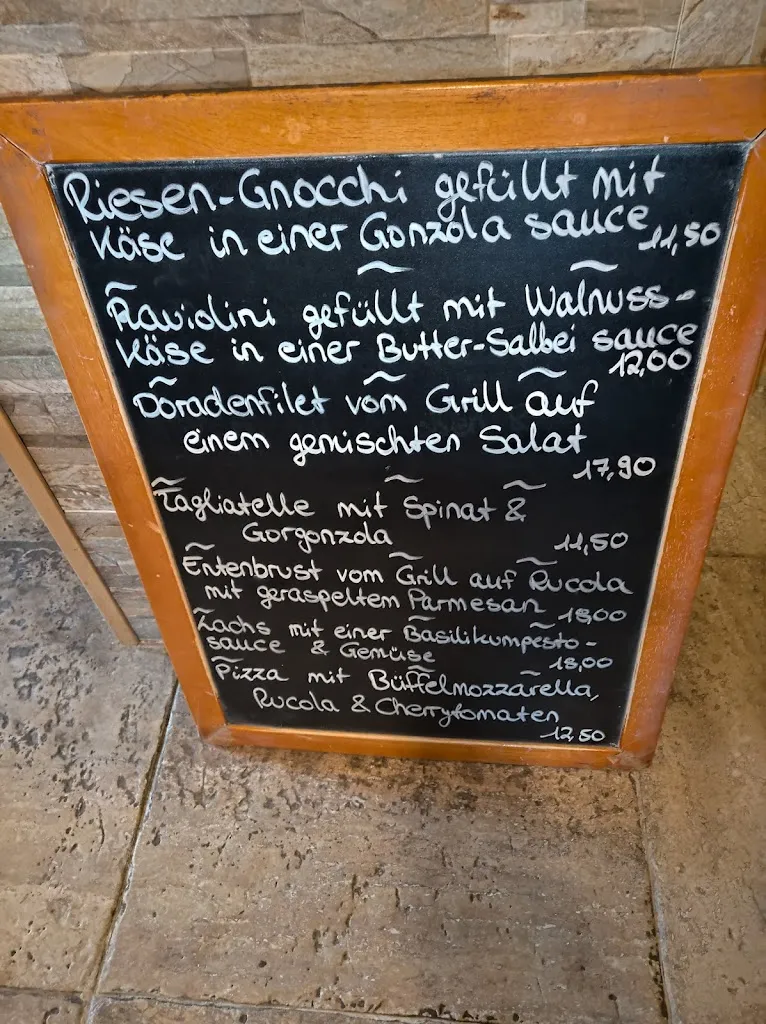 Riesen-Gnocchi gefüllt mit
Käse in einer Gonzola sauce 11,50
Raviolini gefüllt mit Walnuss-
Käse in einer Butter-Salbei sauce
12,00
Doradenfilet vom Grill auf
einem gemischten Salat
17,90
Tagliatelle mit Spinat &
Gorgonzola 11,50
Entenbrust vom Grill auf Rucola
mit geraspeltem Parmesan 18,00
Lachs mit einer Basilikumpesto-
sauce & Gemüse 18,00
Pizza mit Büffelmozzarella,
Rucola & Cherrytomaten
12,50